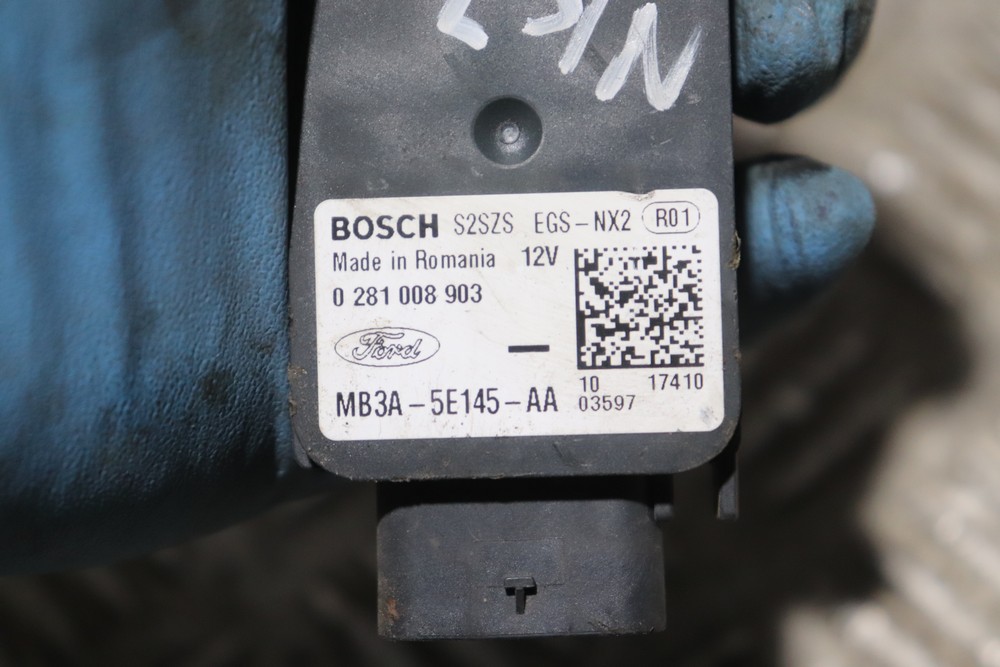 BOSCH S2SZS EGS-NX2 R01
Made in Romania 12V
0 281 008 903
Ford
MB3A-5E145-AA
10 17410
03597